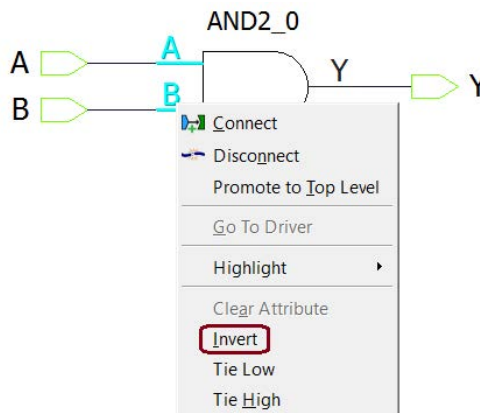 AND2_0
A
A
Y
Y
B
B
Connect
Disconnect
Promote to Top Level
Go To Driver
Highlight
Clear Attribute
Invert
Tie Low
Tie High